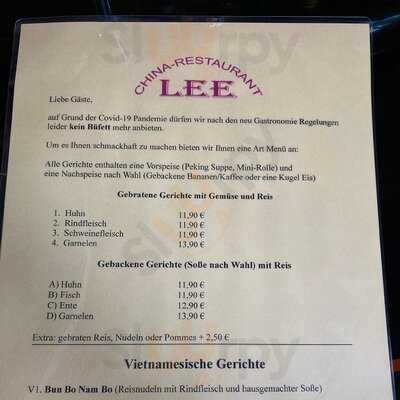 CHINA-RESTAURANT
LEE
Liebe Gäste,
auf Grund der Covid-19 Pandemie dürfen wir nach den neu Gastronomie Regelungen
leider kein Büfett mehr anbieten.
Um es Ihnen schmackhaft zu machen bieten wir Ihnen eine Art Menü an:
Alle Gerichte enthalten eine Vorspeise (Peking Suppe, Mini-Rolle) und
eine Nachspeise nach Wahl (Gebackene Bananen/Kaffee oder eine Kugel Eis)
Gebratene Gerichte mit Gemüse und Reis
1. Huhn 11,90 €
2. Rindfleisch 11,90 €
3. Schweinefleisch 11,90 €
4. Garnelen 13,90 €
Gebackene Gerichte (Soße nach Wahl) mit Reis
A) Huhn 11,90 €
B) Fisch 11,90 €
C) Ente 12,90 €
D) Garnelen 13,90 €
Extra: gebraten Reis, Nudeln oder Pommes + 2,50 €
Vietnamesische Gerichte
V1. Bun Bo Nam Bo (Reisnudeln mit Rindfleisch und hausgemachter Soße)